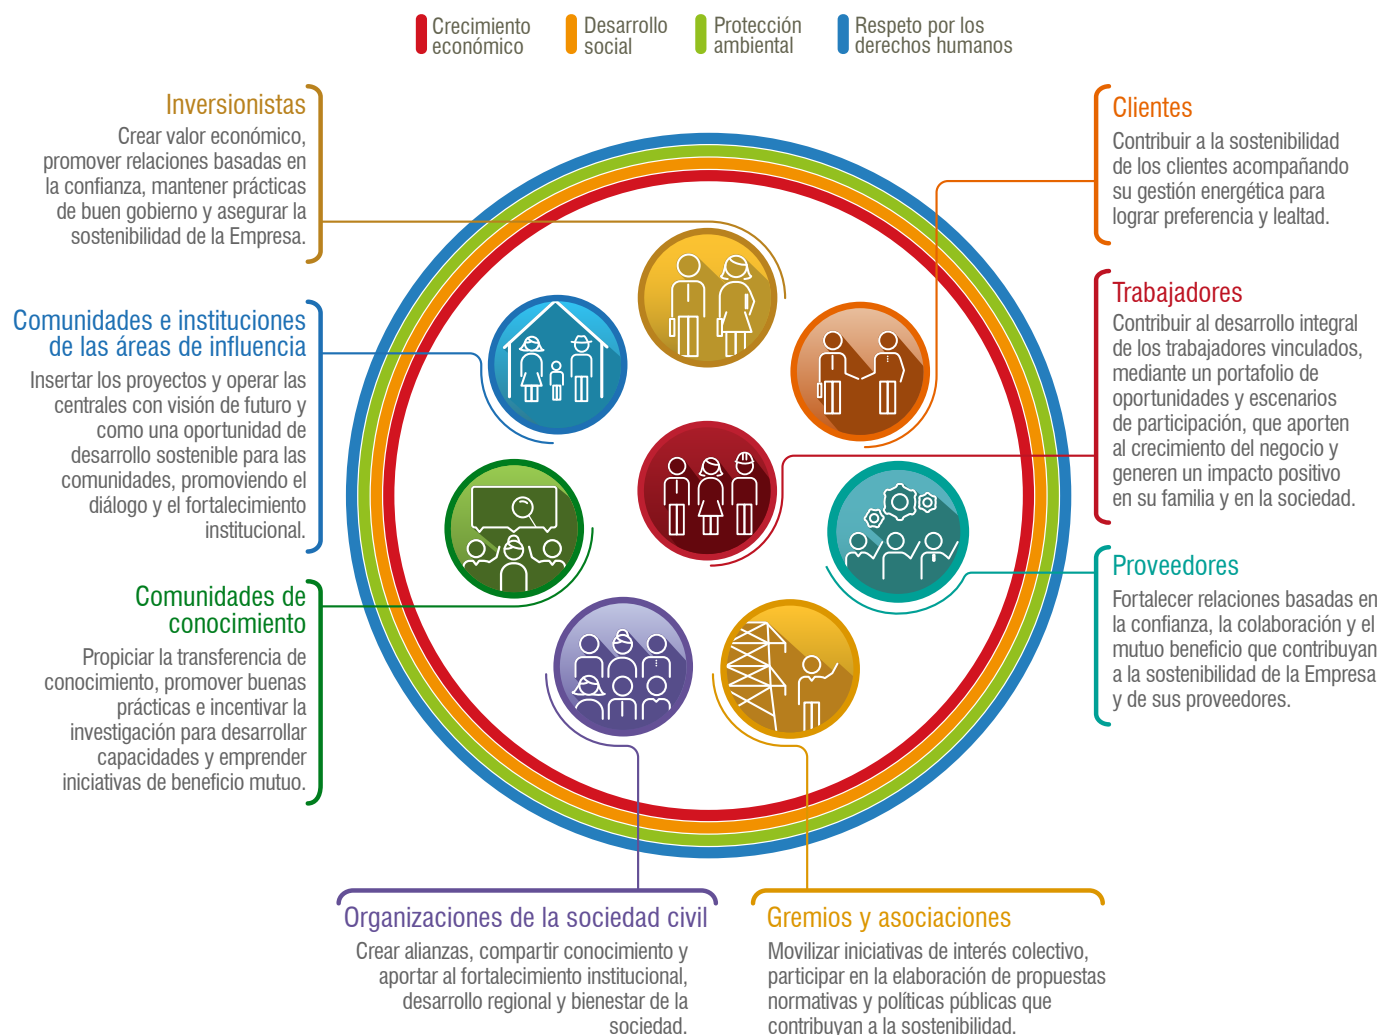 Crecimiento
económico
Desarrollo
social
Protección
ambiental
Respeto por los
derechos humanos
Inversionistas
Crear valor económico,
promover relaciones basadas en
la confianza, mantener prácticas
de buen gobierno y asegurar la
sostenibilidad de la Empresa.
Comunidades e instituciones
de las áreas de influencia
Insertar los proyectos y operar las
centrales con visión de futuro y
como una oportunidad de
desarrollo sostenible para las
comunidades, promoviendo el
diálogo y el fortalecimiento
institucional.
Comunidades de
conocimiento
Propiciar la transferencia de
conocimiento, promover buenas
prácticas e incentivar la
investigación para desarrollar
capacidades y emprender
iniciativas de beneficio mutuo.
Clientes
Contribuir a la sostenibilidad
de los clientes acompañando
su gestión energética para
lograr preferencia y lealtad.
Trabajadores
Contribuir al desarrollo integral
de los trabajadores vinculados,
mediante un portafolio de
oportunidades y escenarios
de participación, que aporten
al crecimiento del negocio y
generen un impacto positivo
en su familia y en la sociedad.
Proveedores
Fortalecer relaciones basadas en
la confianza, la colaboración y el
mutuo beneficio que contribuyan
a la sostenibilidad de la Empresa
y de sus proveedores.
Organizaciones de la sociedad civil
Crear alianzas, compartir conocimiento y
aportar al fortalecimiento institucional,
desarrollo regional y bienestar de la
sociedad.
Gremios y asociaciones
Movilizar iniciativas de interés colectivo,
participar en la elaboración de propuestas
normativas y políticas públicas que
contribuyan a la sostenibilidad.